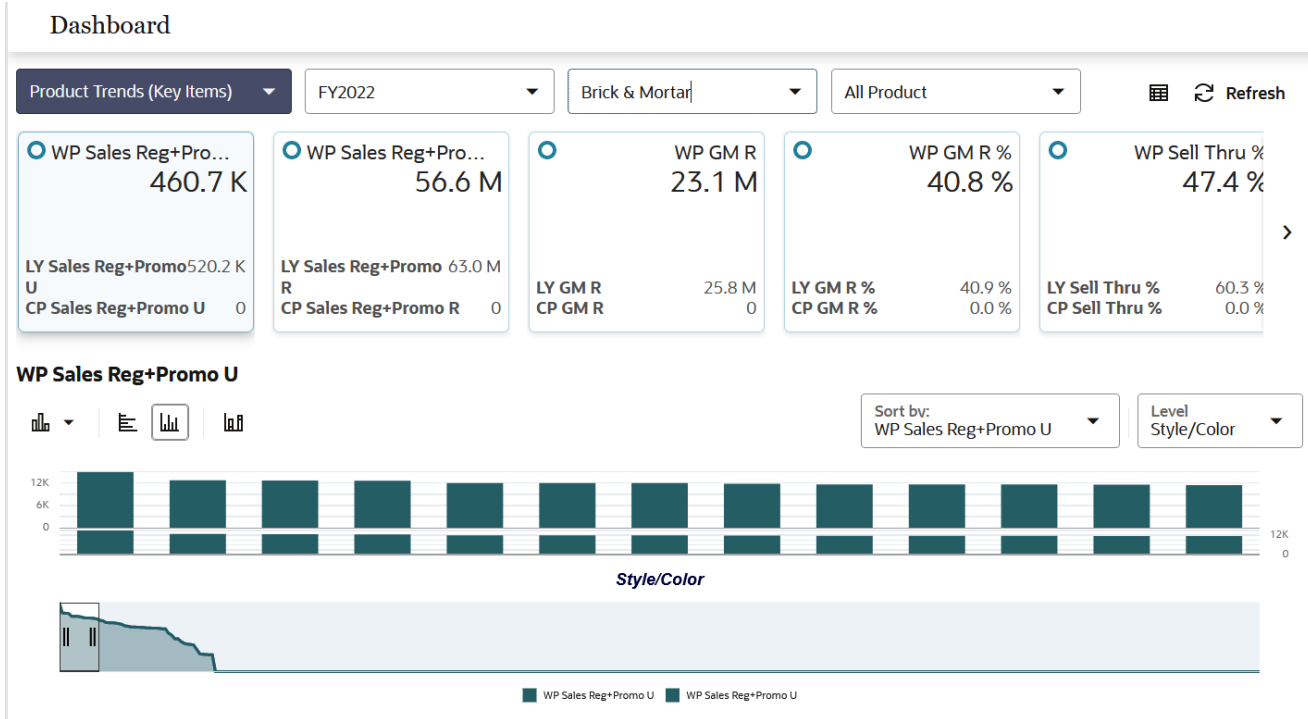 Dashboard
Product Trends (Key Items)
FY2022
Brick & Mortar
All Product
Refresh
WP Sales Reg+Pro...
460.7 K
LY Sales Reg+Promo U 520.2 K
CP Sales Reg+Promo U 0
WP Sales Reg+Pro...
56.6 M
LY Sales Reg+Promo R 63.0 M
CP Sales Reg+Promo R 0
WP GM R
23.1 M
LY GM R 25.8 M
CP GM R 0
WP GM R %
40.8 %
LY GM R % 40.9 %
CP GM R % 0.0 %
WP Sell Thru %
47.4 %
LY Sell Thru % 60.3 %
CP Sell Thru % 0.0 %
WP Sales Reg+Promo U
Sort by:
WP Sales Reg+Promo U
Level
Style/Color
12K
6K
0
12K
0
Style/Color
WP Sales Reg+Promo U WP Sales Reg+Promo U